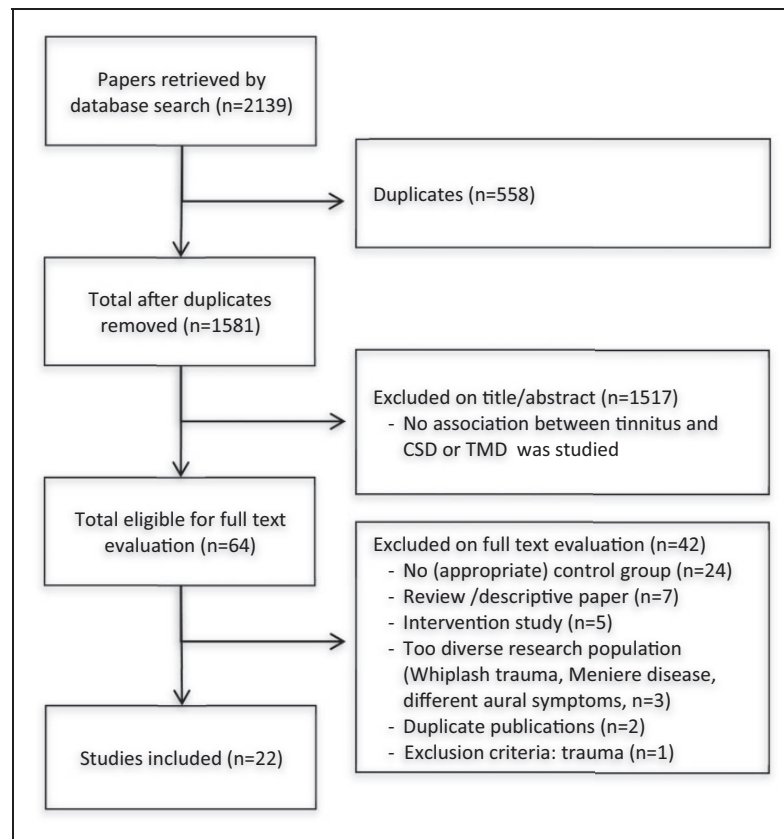 Papers retrieved by
database search (n=2139)
Duplicates (n=558)
Total after duplicates
removed (n=1581)
Excluded on title/abstract (n=1517)
- No association between tinnitus and
CSD or TMD was studied
Total eligible for full text
evaluation (n=64)
Excluded on full text evaluation (n=42)
- No (appropriate) control group (n=24)
- Review /descriptive paper (n=7)
- Intervention study (n=5)
- Too diverse research population
(Whiplash trauma, Meniere disease,
different aural symptoms, n=3)
- Duplicate publications (n=2)
- Exclusion criteria: trauma (n=1)
Studies included (n=22)